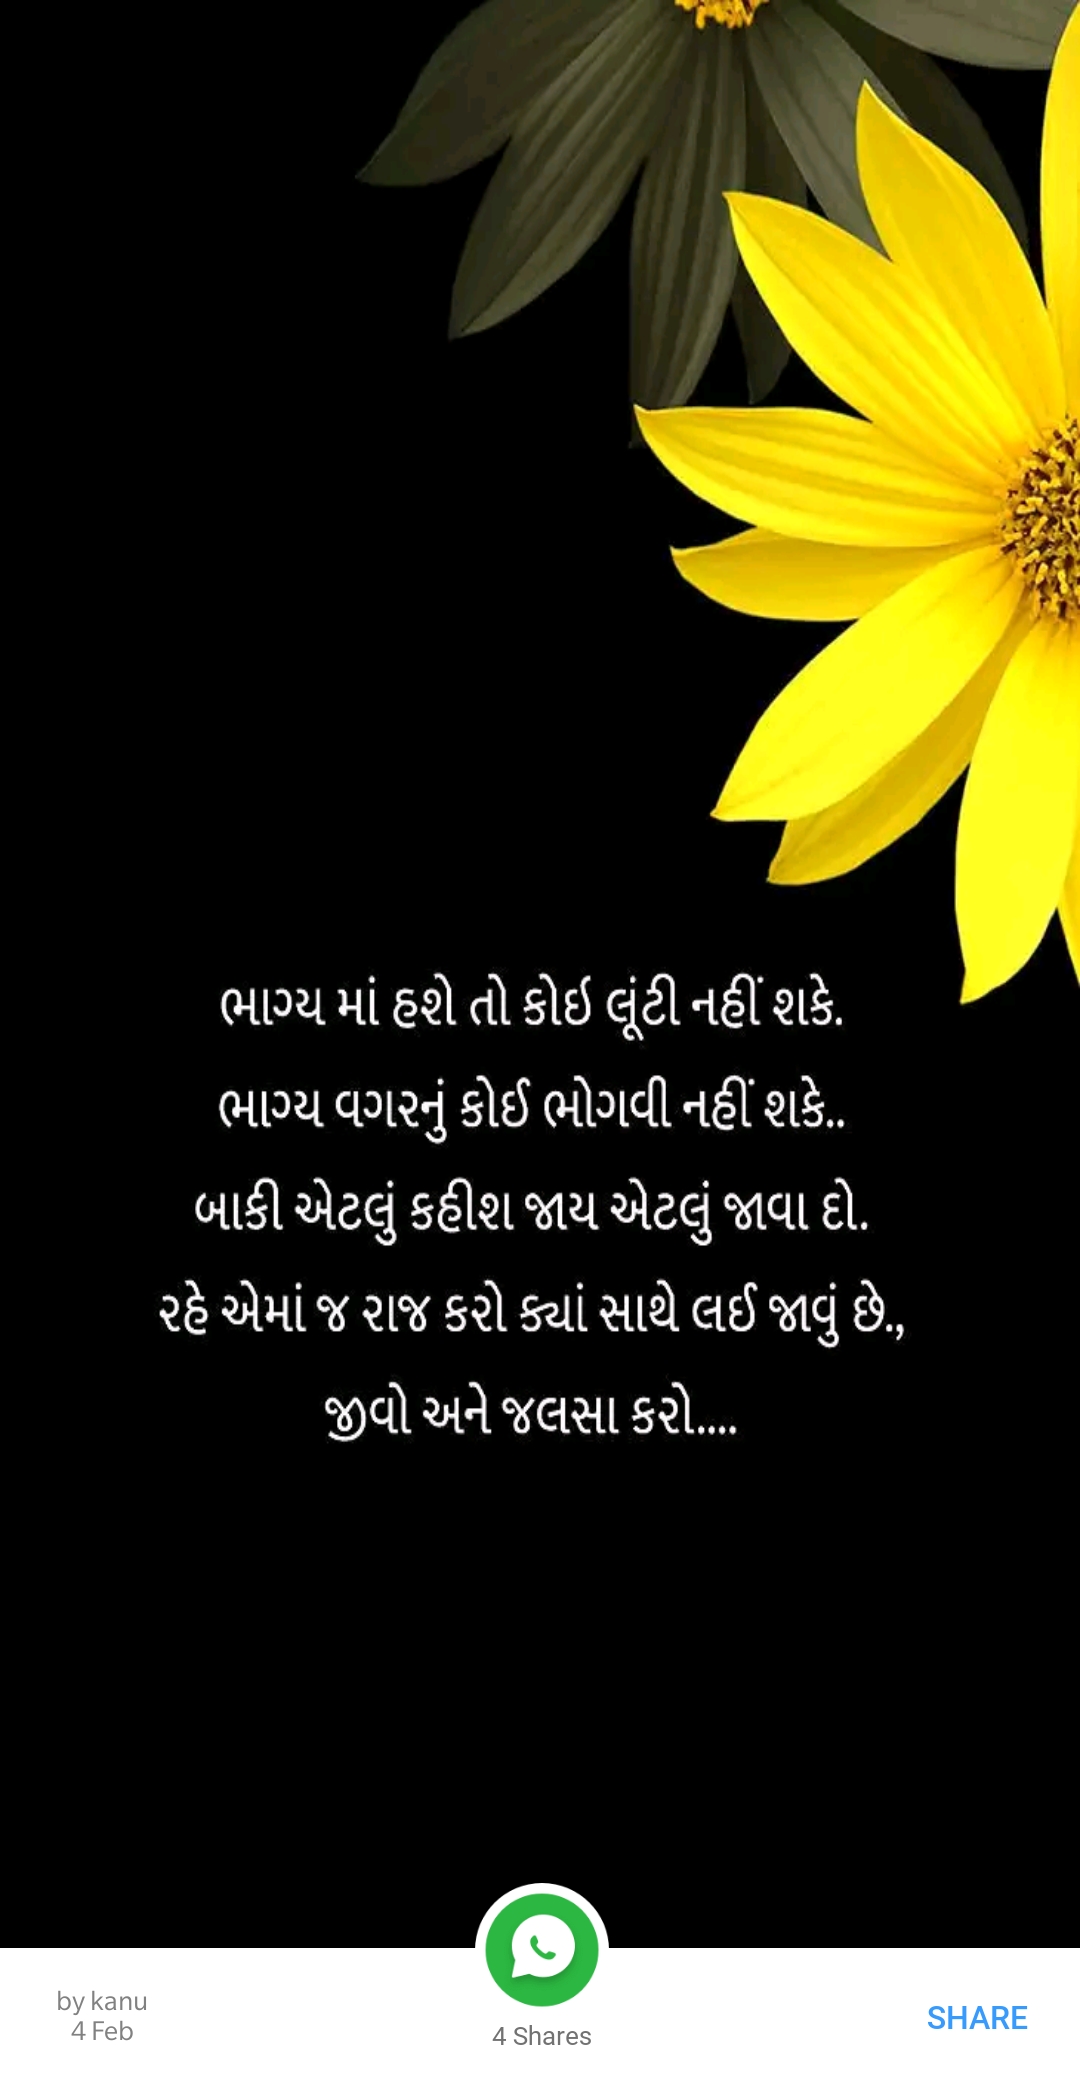 ભાગ્ય માં હશે તો કોઇ લૂંટી નહીં શકે.
ભાગ્ય વગરનું કોઈ ભોગવી નહીં શકે..
બાકી એટલું કહીશ જાય એટલું જાવા દો.
રહે એમાં જ રાજ કરો ક્યાં સાથે લઈ જાવું છે.,
જીવો અને જલસા કરો....
by kanu
4 Feb
4 Shares
SHARE